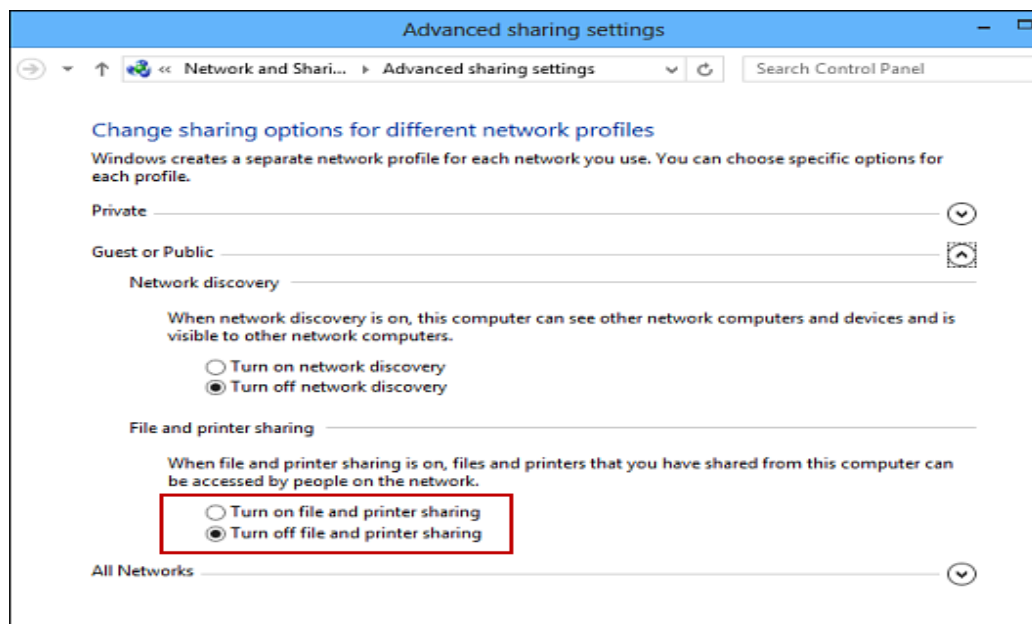 Advanced sharing settings
« Network and Shari... Advanced sharing settings Search Control Panel
Change sharing options for different network profiles
Windows creates a separate network profile for each network you use. You can choose specific options for
each profile.
Private
Guest or Public
Network discovery
When network discovery is on, this computer can see other network computers and devices and is
visible to other network computers.
Turn on network discovery
Turn off network discovery
File and printer sharing
When file and printer sharing is on, files and printers that you have shared from this computer can
be accessed by people on the network.
Turn on file and printer sharing
Turn off file and printer sharing
All Networks